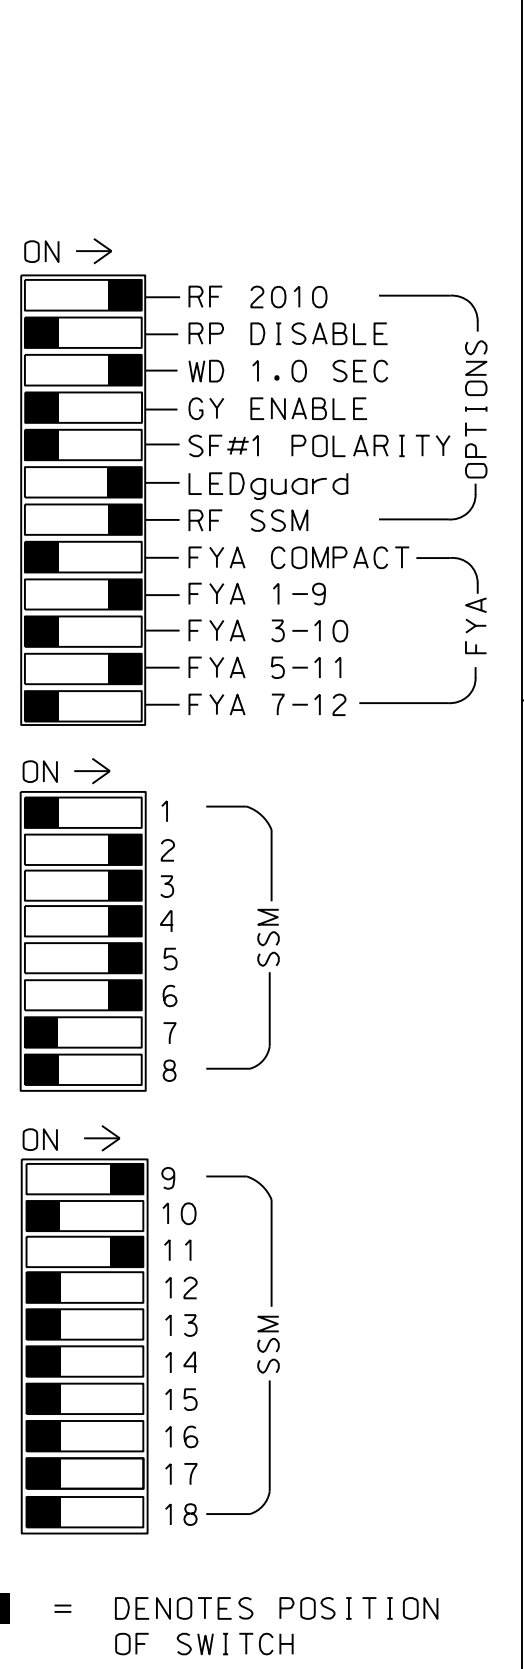 ON →
RF 2010
RP DISABLE
WD 1.0 SEC
GY ENABLE
SF#1 POLARITY
LEDguard
RF SSM
OPTIONS
FYA COMPACT
FYA 1-9
FYA 3-10
FYA 5-11
FYA 7-12
FYA
ON →
1
2
3
4
5
6
7
8
SSM
ON →
9
10
11
12
13
14
15
16
17
18
SSM
= DENOTES POSITION
OF SWITCH